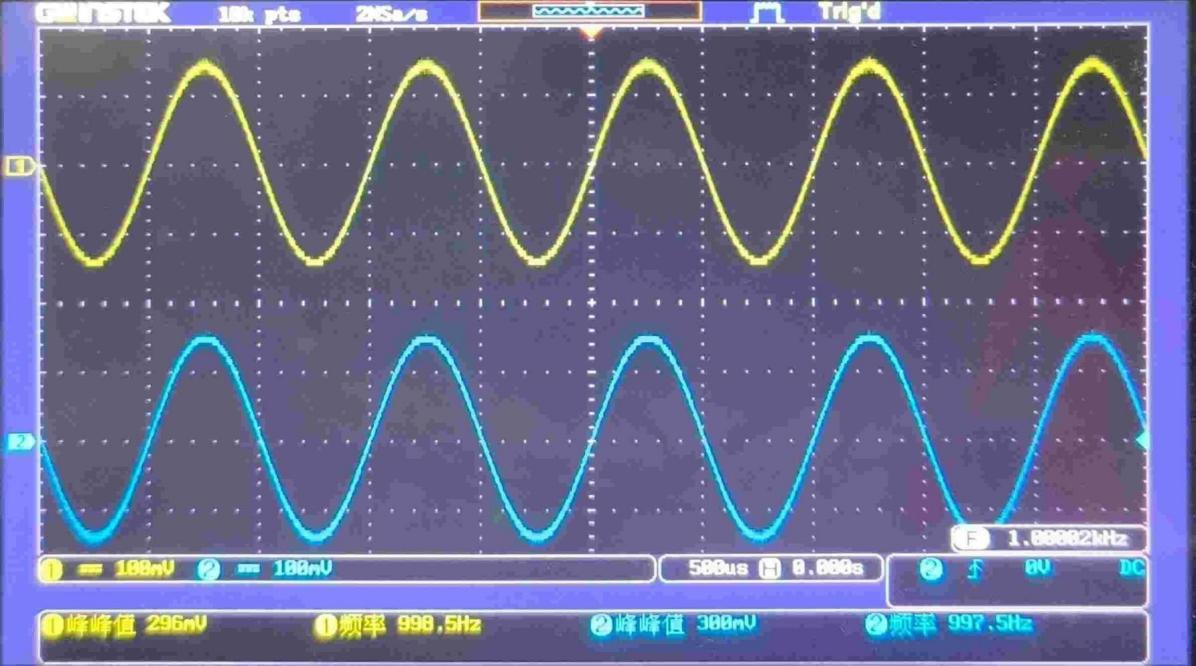 GWINSTEK 10k pts 2MSa/s Trig'd
1
2
F 1.00002kHz
1 100mV 2 100mV 500us H 0.000s 2 0V DC
1峰峰值 296mV 1频率 998.5Hz 2峰峰值 300mV 2频率 997.5Hz